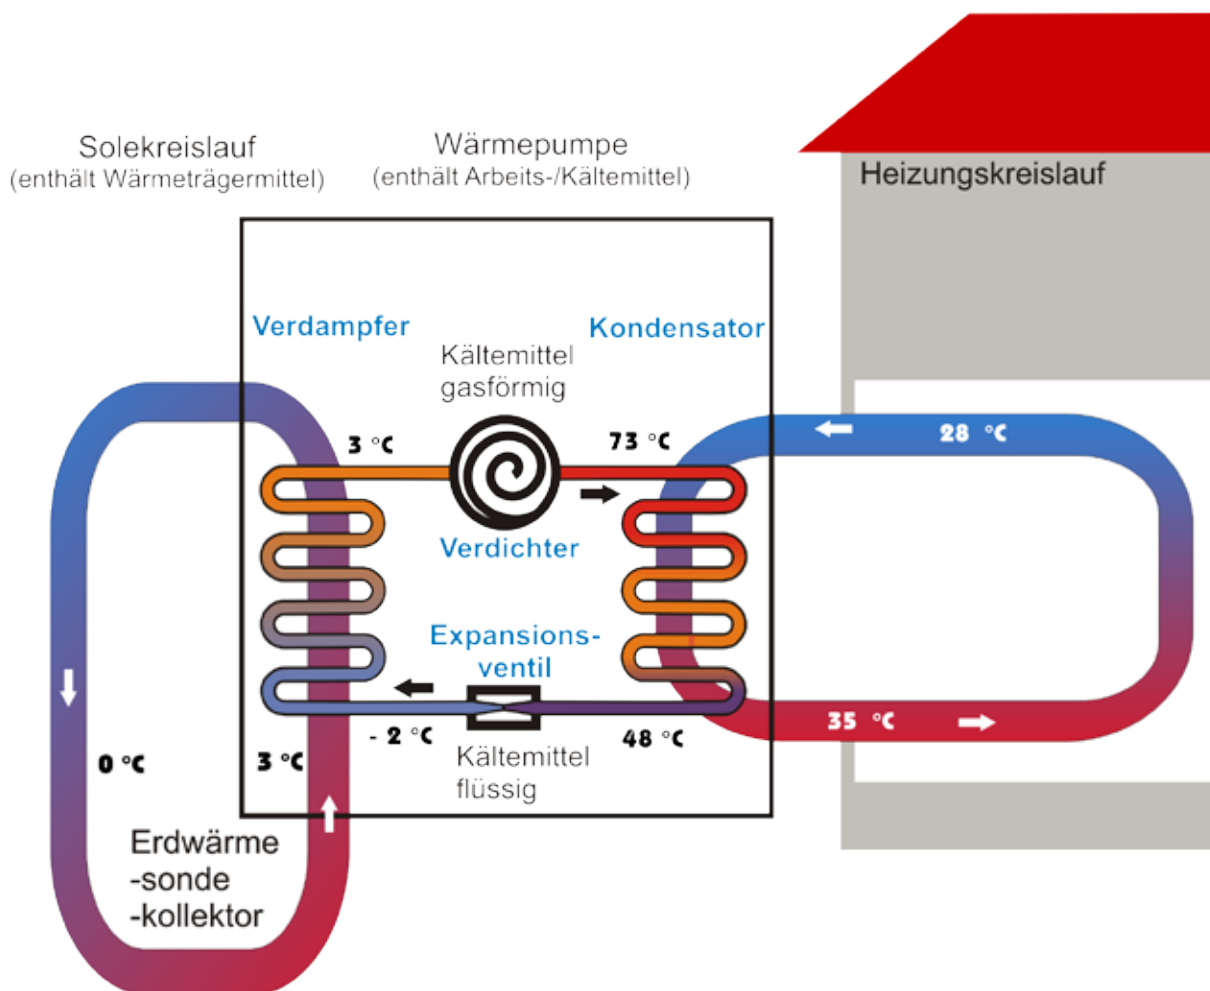 Solekreislauf
(enthält Wärmeträgermittel)
Wärmepumpe
(enthält Arbeits-/Kältemittel)
Heizungskreislauf
Verdampfer
Kondensator
Kältemittel
gasförmig
3 °C
73 °C
28 °C
Verdichter
Expansions-
ventil
- 2 °C
48 °C
35 °C
Kältemittel
flüssig
0 °C
3 °C
Erdwärme
-sonde
-kollektor